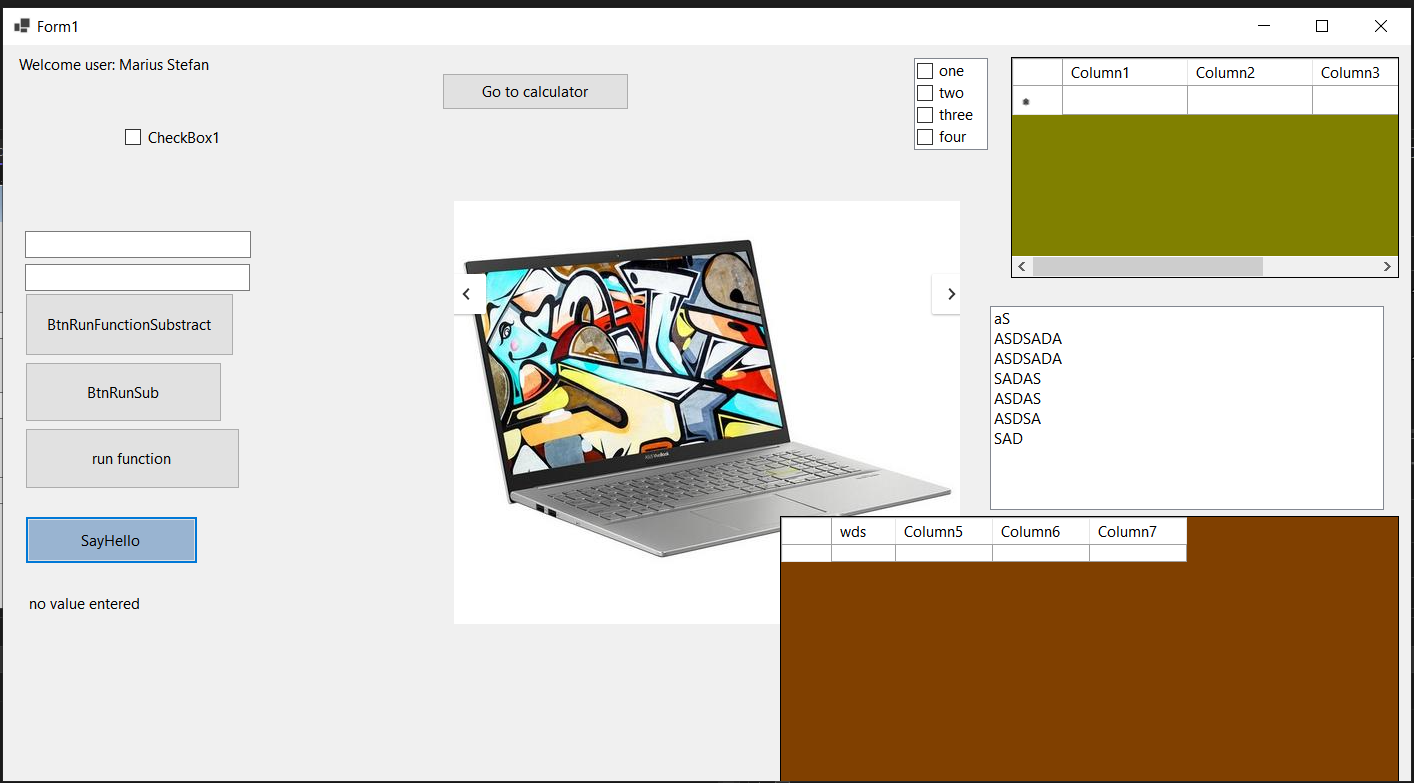 Form1
Welcome user: Marius Stefan
Go to calculator
CheckBox1
one
two
three
four
Column1 Column2 Column3
BtnRunFunctionSubstract
BtnRunSub
run function
SayHello
no value entered
aS
ASDSADA
ASDSADA
SADAS
ASDAS
ASDSA
SAD
wds Column5 Column6 Column7